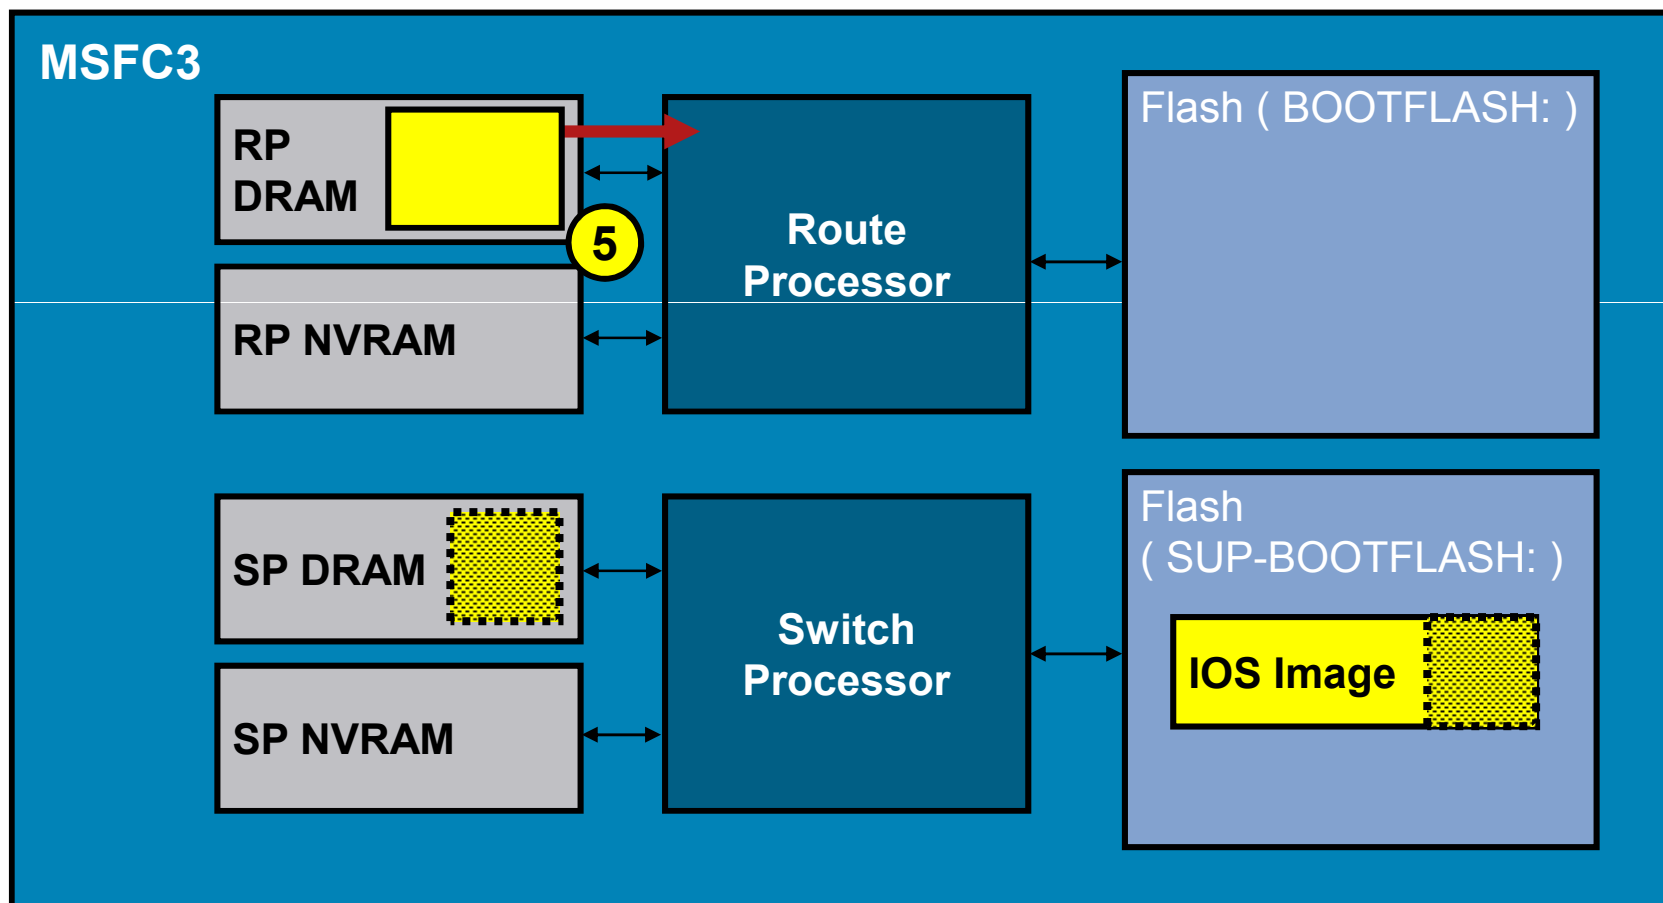 MSFC3
RP
DRAM
5
RP NVRAM
Route
Processor
Flash ( BOOTFLASH: )
SP DRAM
SP NVRAM
Switch
Processor
Flash
( SUP-BOOTFLASH: )
IOS Image